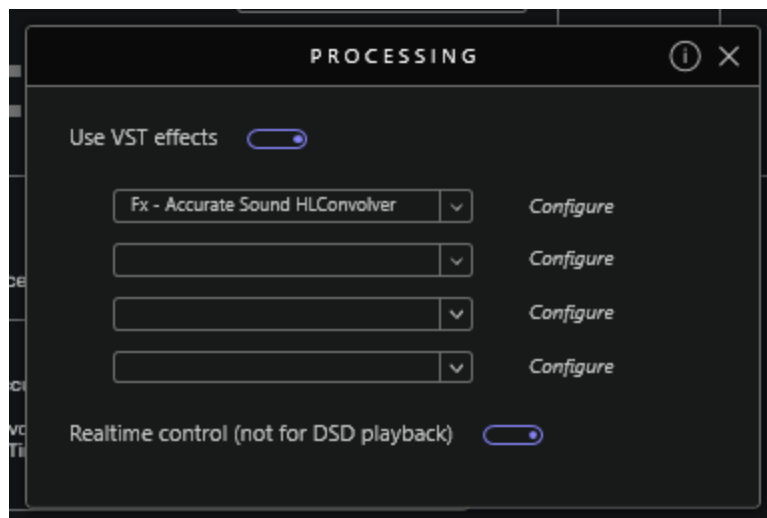 PROCESSING
Use VST effects
Fx - Accurate Sound HLConvolver Configure
Configure
Configure
Configure
Realtime control (not for DSD playback)